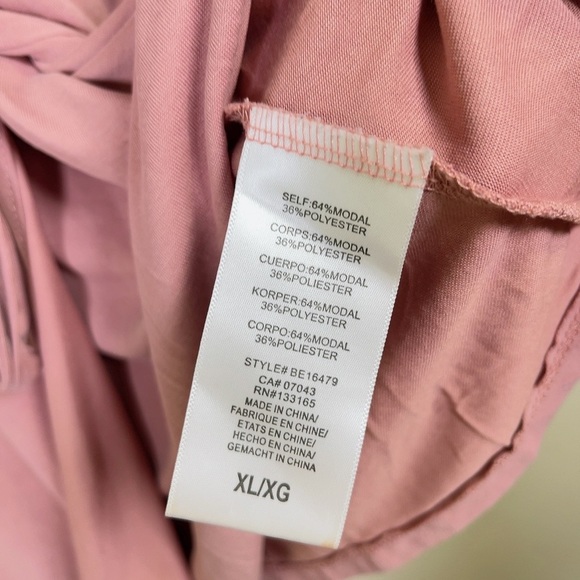 SELF:64%MODAL
36%POLYESTER
CORPS:64%MODAL
36%POLYESTER
CUERPO:64%MODAL
36%POLIESTER
KORPER:64%MODAL
36%POLYESTER
CORPO:64%MODAL
36%POLIESTER
STYLE# BE16479
CA# 07043
RN#133165
MADE IN CHINA/
FABRIQUE EN CHINE/
ETATS EN CHINE/
HECHO EN CHINA/
GEMACHT IN CHINA
XL/XG